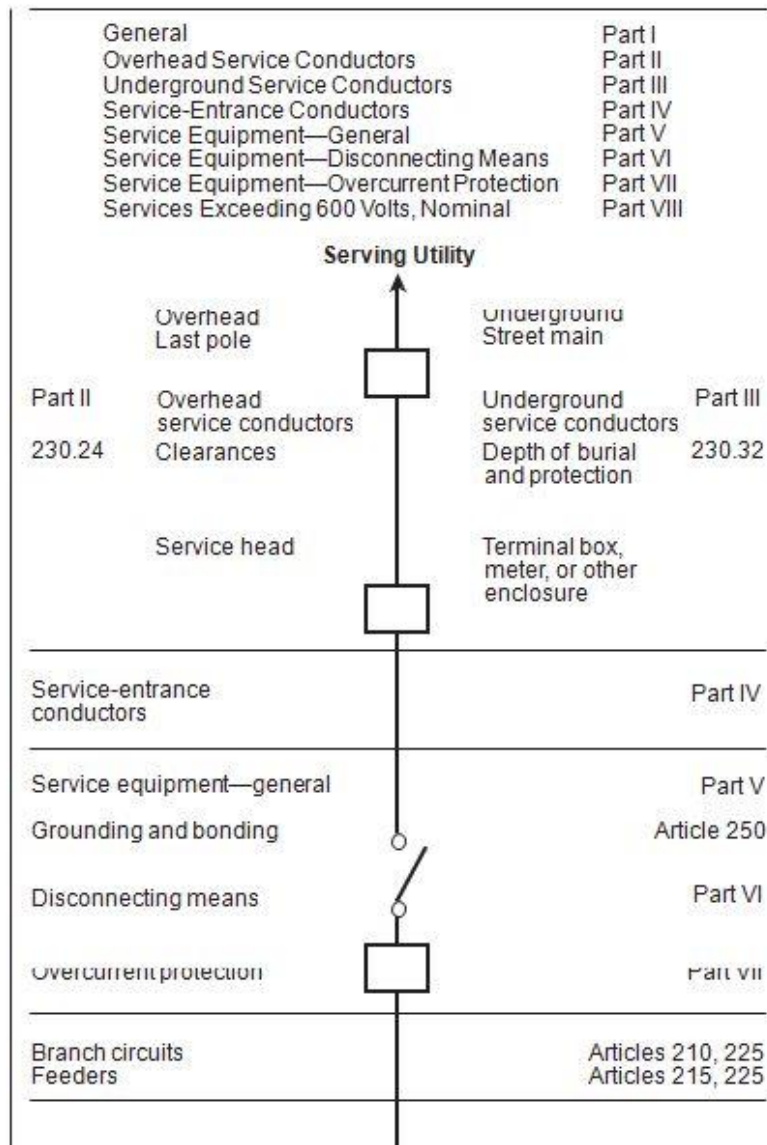 General Part I
Overhead Service Conductors Part II
Underground Service Conductors Part III
Service-Entrance Conductors Part IV
Service Equipment—General Part V
Service Equipment—Disconnecting Means Part VI
Service Equipment—Overcurrent Protection Part VII
Services Exceeding 600 Volts, Nominal Part VIII
Serving Utility
Overhead
Last pole
Underground
Street main
Part II
Overhead
service conductors
Underground
service conductors
Part III
230.24
Clearances
Depth of burial
and protection
230.32
Service head
Terminal box,
meter, or other
enclosure
Service-entrance
conductors
Part IV
Service equipment—general Part V
Grounding and bonding Article 250
Disconnecting means Part VI
Overcurrent protection Part VII
Branch circuits Articles 210, 225
Feeders Articles 215, 225